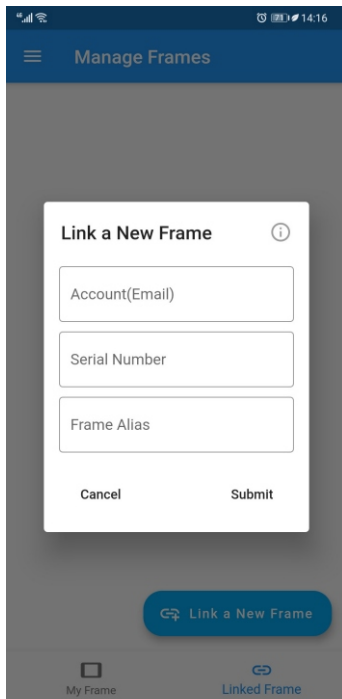 14:16
Manage Frames
Link a New Frame
Account(Email)
Serial Number
Frame Alias
Cancel Submit
Link a New Frame
My Frame Linked Frame